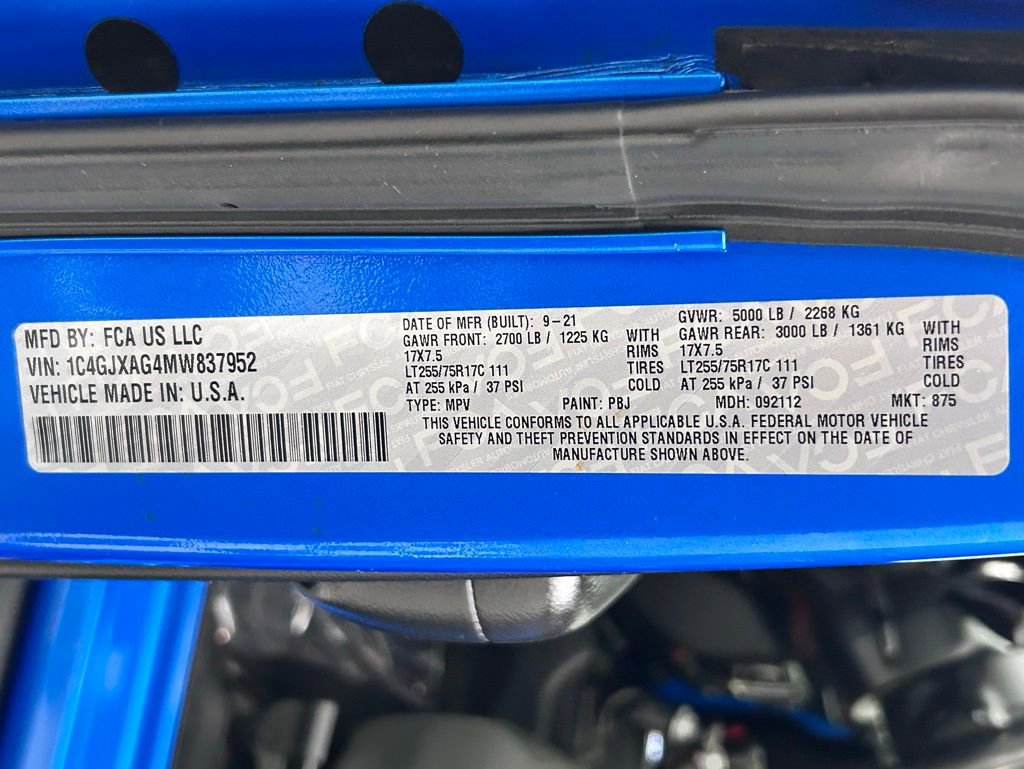 MFD BY: FCA US LLC
VIN: 1C4GJXAG4MW837952
VEHICLE MADE IN: U.S.A.
DATE OF MFR (BUILT): 9-21
GAWR FRONT: 2700 LB / 1225 KG WITH
17X7.5 RIMS
LT255/75R17C 111 TIRES
AT 255 kPa / 37 PSI COLD
GVWR: 5000 LB / 2268 KG
GAWR REAR: 3000 LB / 1361 KG WITH
17X7.5 RIMS
LT255/75R17C 111 TIRES
AT 255 kPa / 37 PSI COLD
TYPE: MPV PAINT: PBJ MDH: 092112 MKT: 875
THIS VEHICLE CONFORMS TO ALL APPLICABLE U.S.A. FEDERAL MOTOR VEHICLE
SAFETY AND THEFT PREVENTION STANDARDS IN EFFECT ON THE DATE OF
MANUFACTURE SHOWN ABOVE.